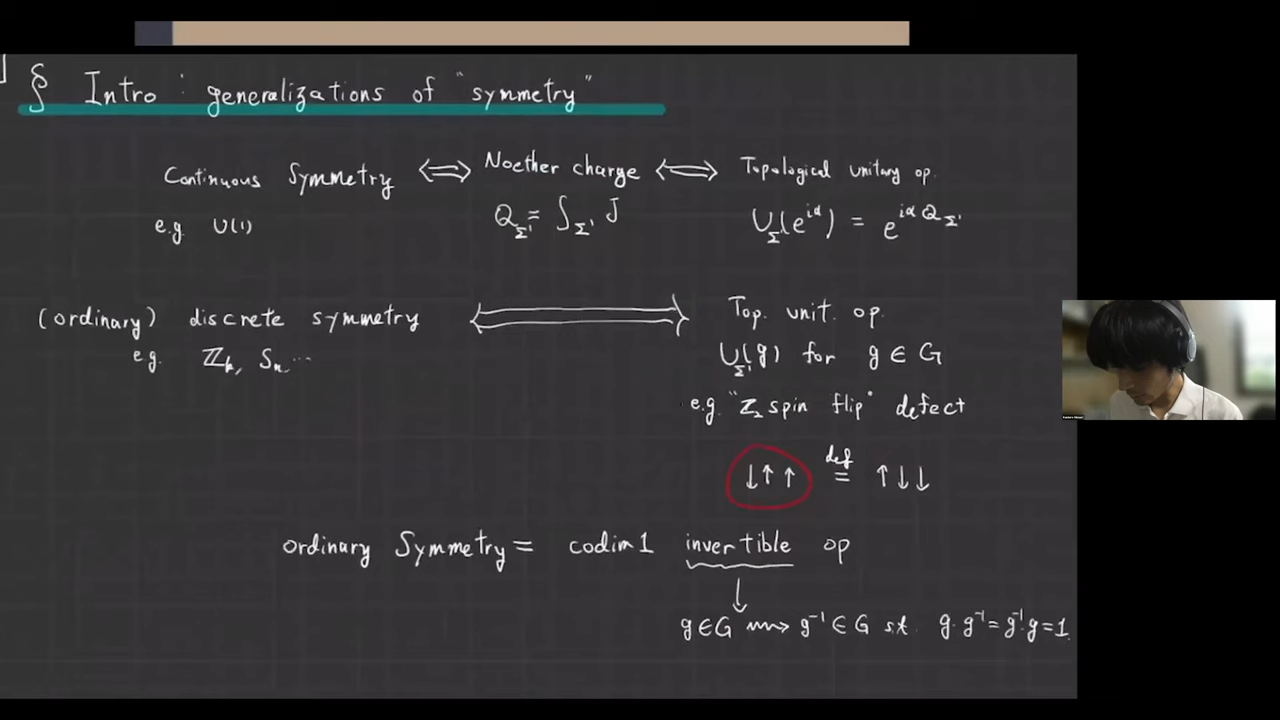 § Intro : generalizations of "symmetry"
Continuous Symmetry ⟺ Noether charge ⟺ Topological unitary op.
e.g. U(1) Q_Σ = ∫_Σ J U_Σ(e^{iα}) = e^{iα Q_Σ}
(ordinary) discrete symmetry ⟺ Top. unit. op.
e.g. ℤ_k, S_n, ... U_Σ(g) for g ∈ G
e.g. "ℤ_2 spin flip" defect
↓↑↑ def = ↑↓↓
ordinary Symmetry = codim 1 invertible op
↓
g ∈ G ⟿ g^{-1} ∈ G s.t. g·g^{-1} = g^{-1}·g = 1.